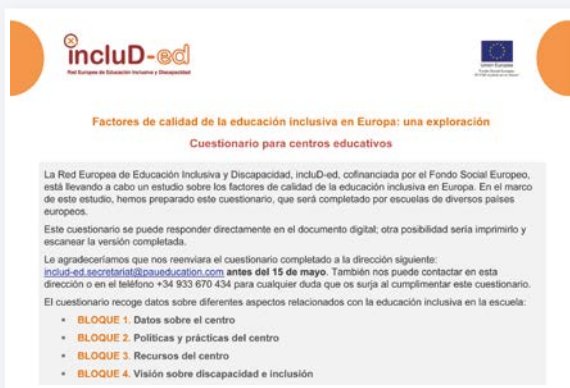 incluD-ed
Red Europea de Educación Inclusiva y Discapacidad
Unión Europea
Fondo Social Europeo
Factores de calidad de la educación inclusiva en Europa: una exploración
Cuestionario para centros educativos
La Red Europea de Educación Inclusiva y Discapacidad, incluD-ed, cofinanciada por el Fondo Social Europeo,
está llevando a cabo un estudio sobre los factores de calidad de la educación inclusiva en Europa. En el marco
de este estudio, hemos preparado este cuestionario, que será completado por escuelas de diversos países
europeos.
Este cuestionario se puede responder directamente en el documento digital; otra posibilidad sería imprimirlo y
escanear la versión completada.
Le agradeceríamos que nos reenviara el cuestionario completado a la dirección siguiente:
includ-ed.secretariat@paueducation.com antes del 15 de mayo. También nos puede contactar en esta
dirección o en el teléfono +34 933 670 434 para cualquier duda que os surja al cumplimentar este cuestionario.
El cuestionario recoge datos sobre diferentes aspectos relacionados con la educación inclusiva en la escuela:
▪ BLOQUE 1. Datos sobre el centro
▪ BLOQUE 2. Políticas y prácticas del centro
▪ BLOQUE 3. Recursos del centro
▪ BLOQUE 4. Visión sobre discapacidad e inclusión